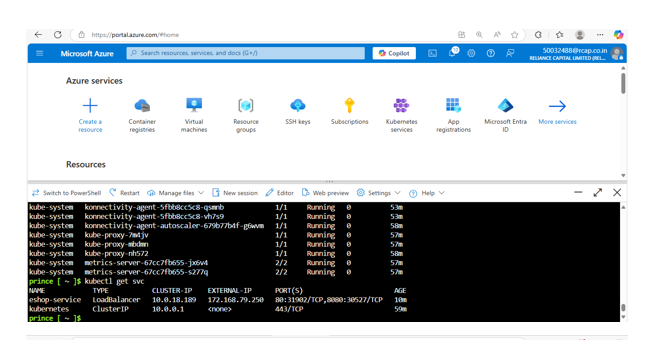 https://portal.azure.com/#home
Microsoft Azure
Search resources, services, and docs (G+/)
Copilot
50032488@rcap.co.in
RELIANCE CAPITAL LIMITED (REL...
Azure services
Create a resource
Container registries
Virtual machines
Resource groups
SSH keys
Subscriptions
Kubernetes services
App registrations
Microsoft Entra ID
More services
Resources
Switch to PowerShell Restart Manage files New session Editor Web preview Settings Help
kube-system konnectivity-agent-5fbb8cc5c8-qsmnb 1/1 Running 0 53m
kube-system konnectivity-agent-5fbb8cc5c8-vh7s9 1/1 Running 0 53m
kube-system konnectivity-agent-autoscaler-679b77b4f-g6wvm 1/1 Running 0 58m
kube-system kube-proxy-7m4jv 1/1 Running 0 57m
kube-system kube-proxy-mbdmn 1/1 Running 0 57m
kube-system kube-proxy-nh572 1/1 Running 0 58m
kube-system metrics-server-67cc7fb655-jx6v4 2/2 Running 0 57m
kube-system metrics-server-67cc7fb655-s277q 2/2 Running 0 57m
prince [ ~ ]$ kubectl get svc
NAME TYPE CLUSTER-IP EXTERNAL-IP PORT(S) AGE
eshop-service LoadBalancer 10.0.18.189 172.168.79.250 80:31902/TCP,8080:30527/TCP 10m
kubernetes ClusterIP 10.0.0.1 <none> 443/TCP 59m
prince [ ~ ]$